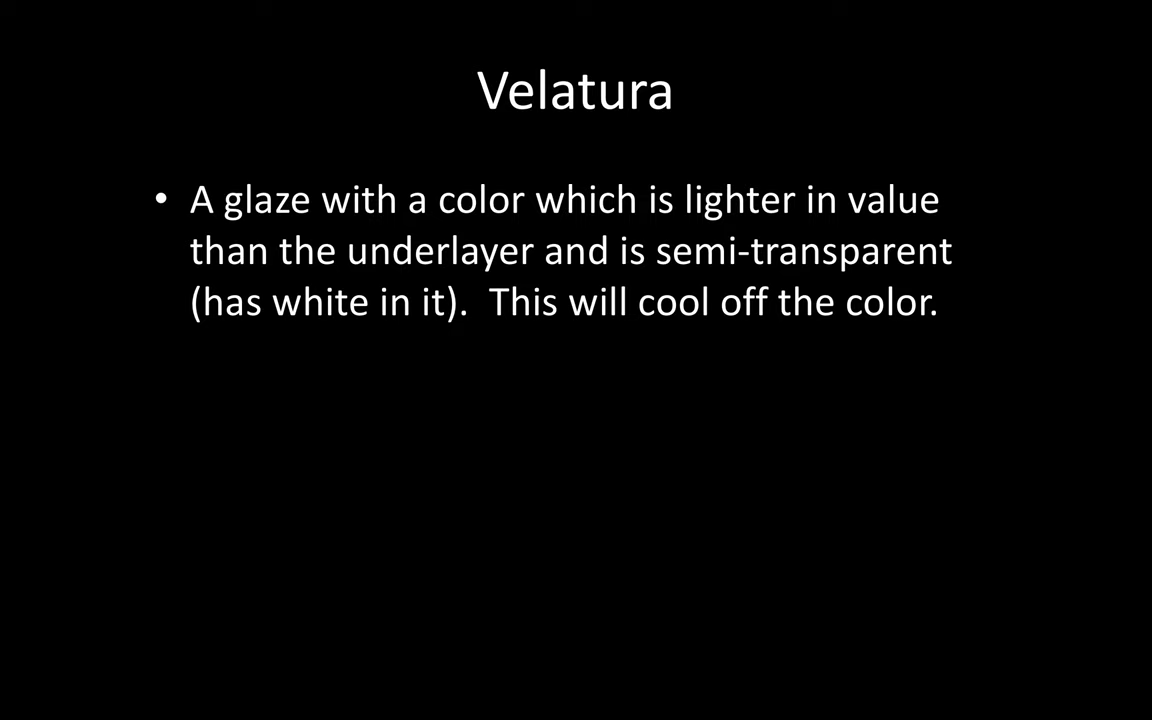 Velatura
• A glaze with a color which is lighter in value
than the underlayer and is semi-transparent
(has white in it).  This will cool off the color.